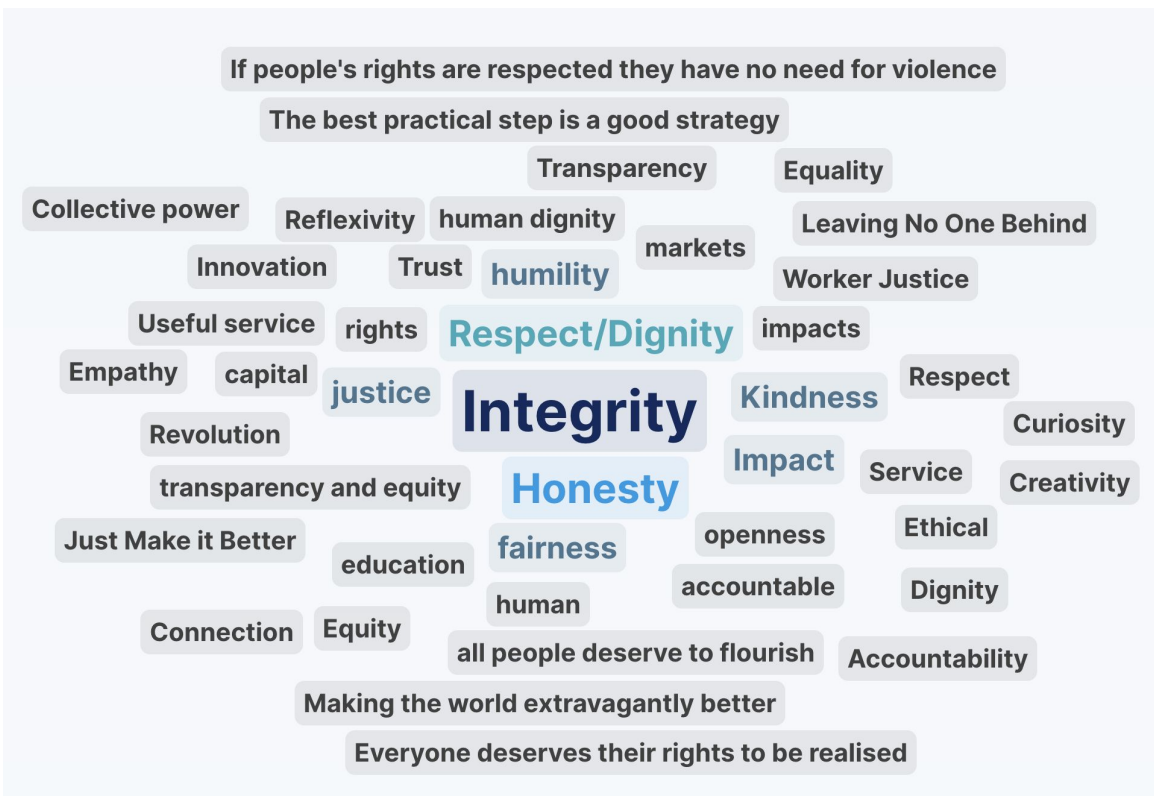 If people's rights are respected they have no need for violence
The best practical step is a good strategy
Transparency
Equality
Collective power
Reflexivity
human dignity
Leaving No One Behind
markets
Innovation
Trust
humility
Worker Justice
Useful service
rights
Respect/Dignity
impacts
Empathy
capital
justice
Integrity
Kindness
Respect
Curiosity
Revolution
Impact
Service
Creativity
transparency and equity
Honesty
Just Make it Better
education
fairness
openness
Ethical
human
accountable
Dignity
Connection
Equity
all people deserve to flourish
Accountability
Making the world extravagantly better
Everyone deserves their rights to be realised